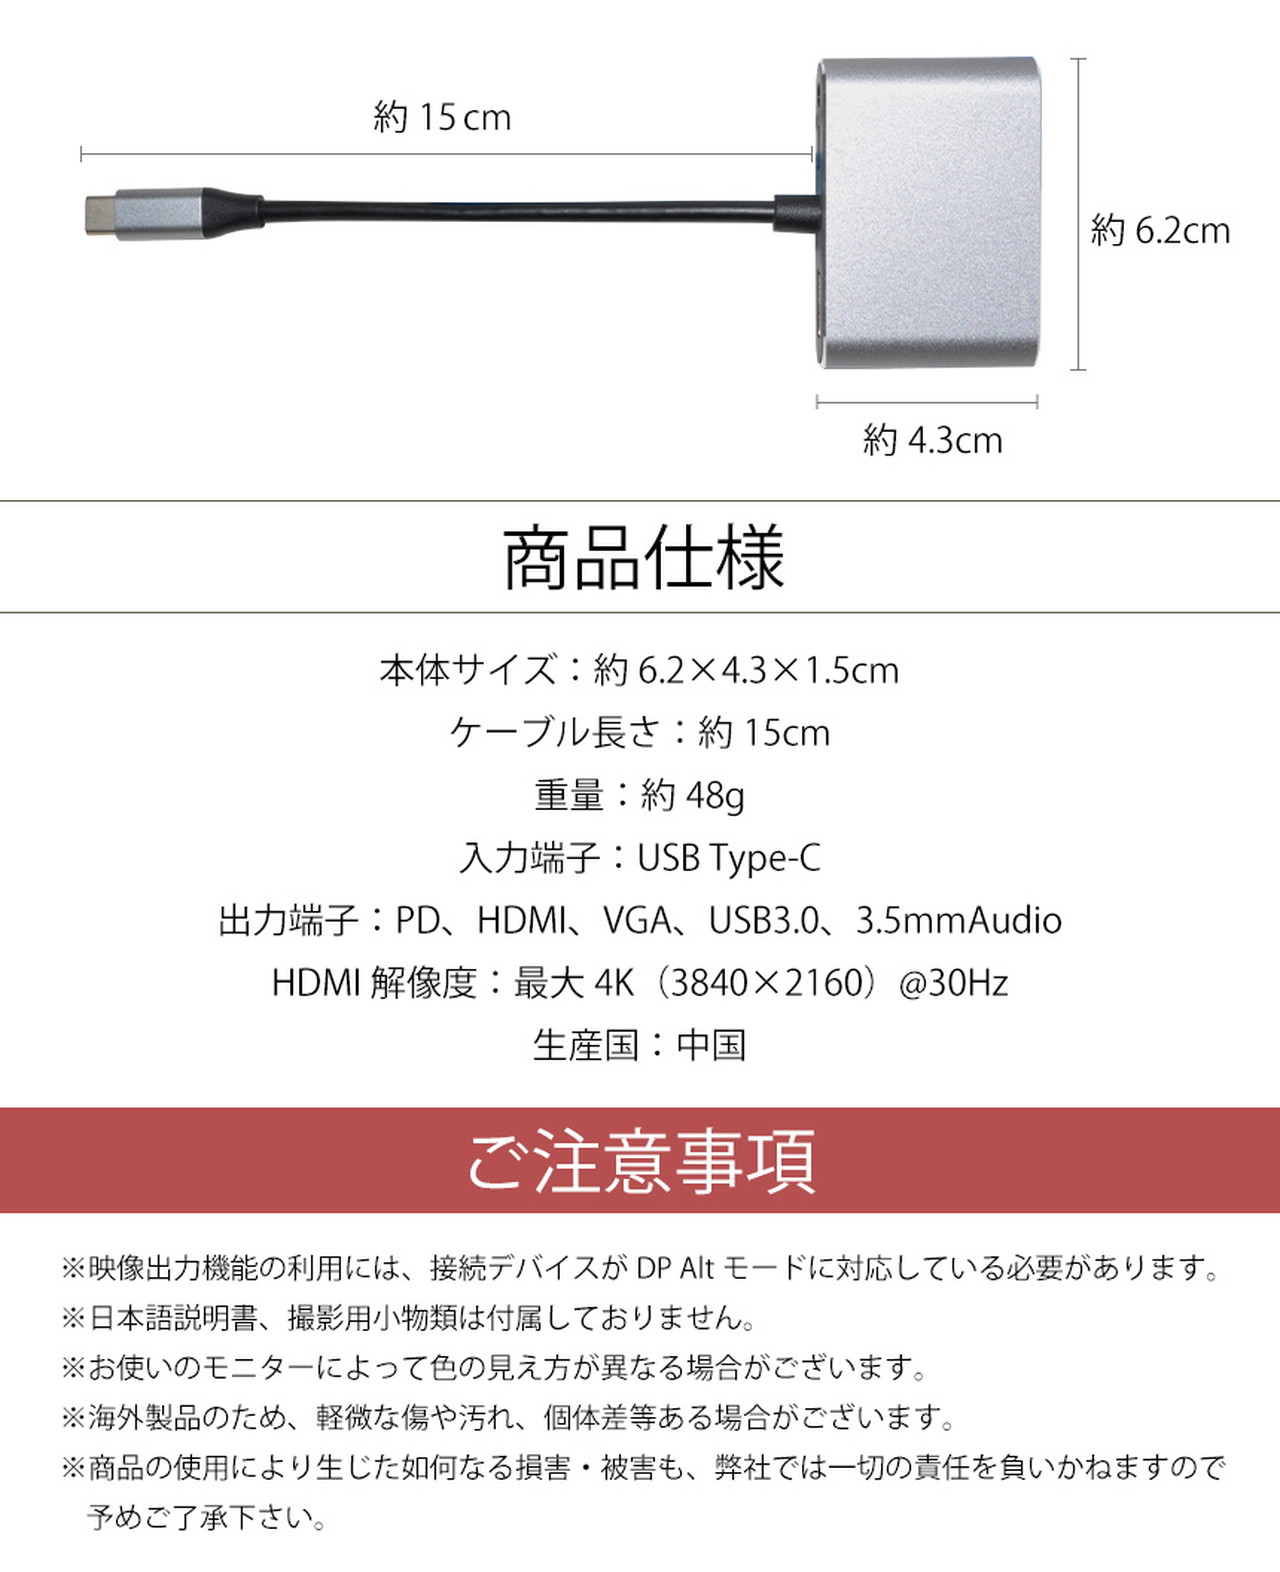 約 15 cm
約 6.2cm
約 4.3cm
商品仕様
本体サイズ：約 6.2×4.3×1.5cm
ケーブル長さ：約 15cm
重量：約 48g
入力端子：USB Type-C
出力端子：PD、HDMI、VGA、USB3.0、3.5mmAudio
HDMI 解像度：最大 4K（3840×2160）@30Hz
生産国：中国
ご注意事項
※映像出力機能の利用には、接続デバイスが DP Alt モードに対応している必要があります。
※日本語説明書、撮影用小物類は付属しておりません。
※お使いのモニターによって色の見え方が異なる場合がございます。
※海外製品のため、軽微な傷や汚れ、個体差等ある場合がございます。
※商品の使用により生じた如何なる損害・被害も、弊社では一切の責任を負いかねますので
予めご了承下さい。